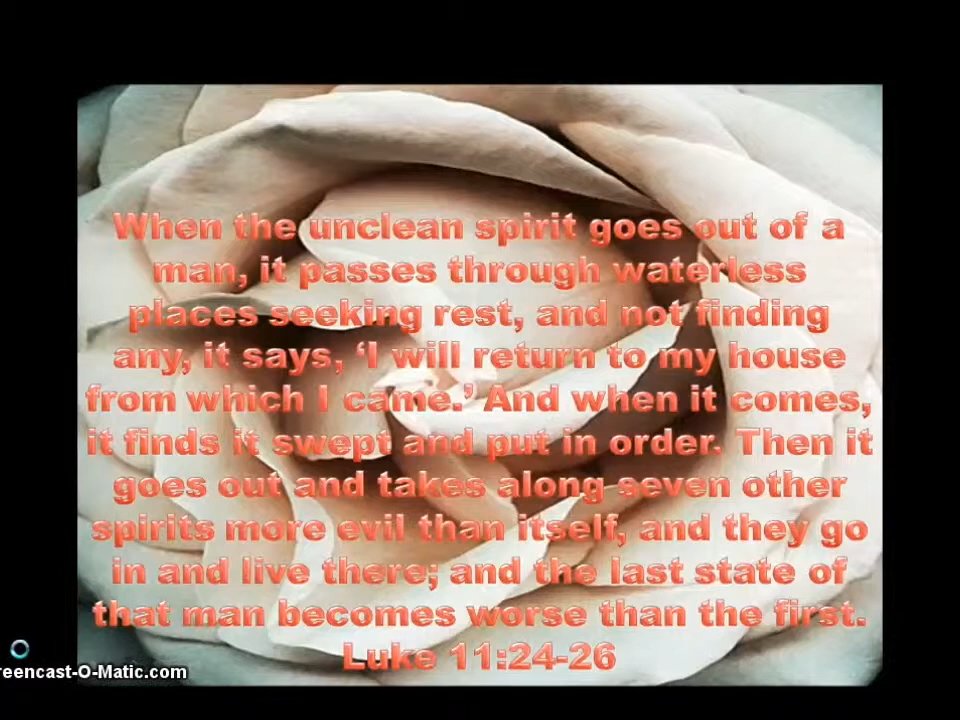 When the unclean spirit goes out of a
man, it passes through waterless
places seeking rest, and not finding
any, it says, ‘I will return to my house
from which I came.’ And when it comes,
it finds it swept and put in order. Then it
goes out and takes along seven other
spirits more evil than itself, and they go
in and live there; and the last state of
that man becomes worse than the first.
Luke 11:24-26
reencast-O-Matic.com